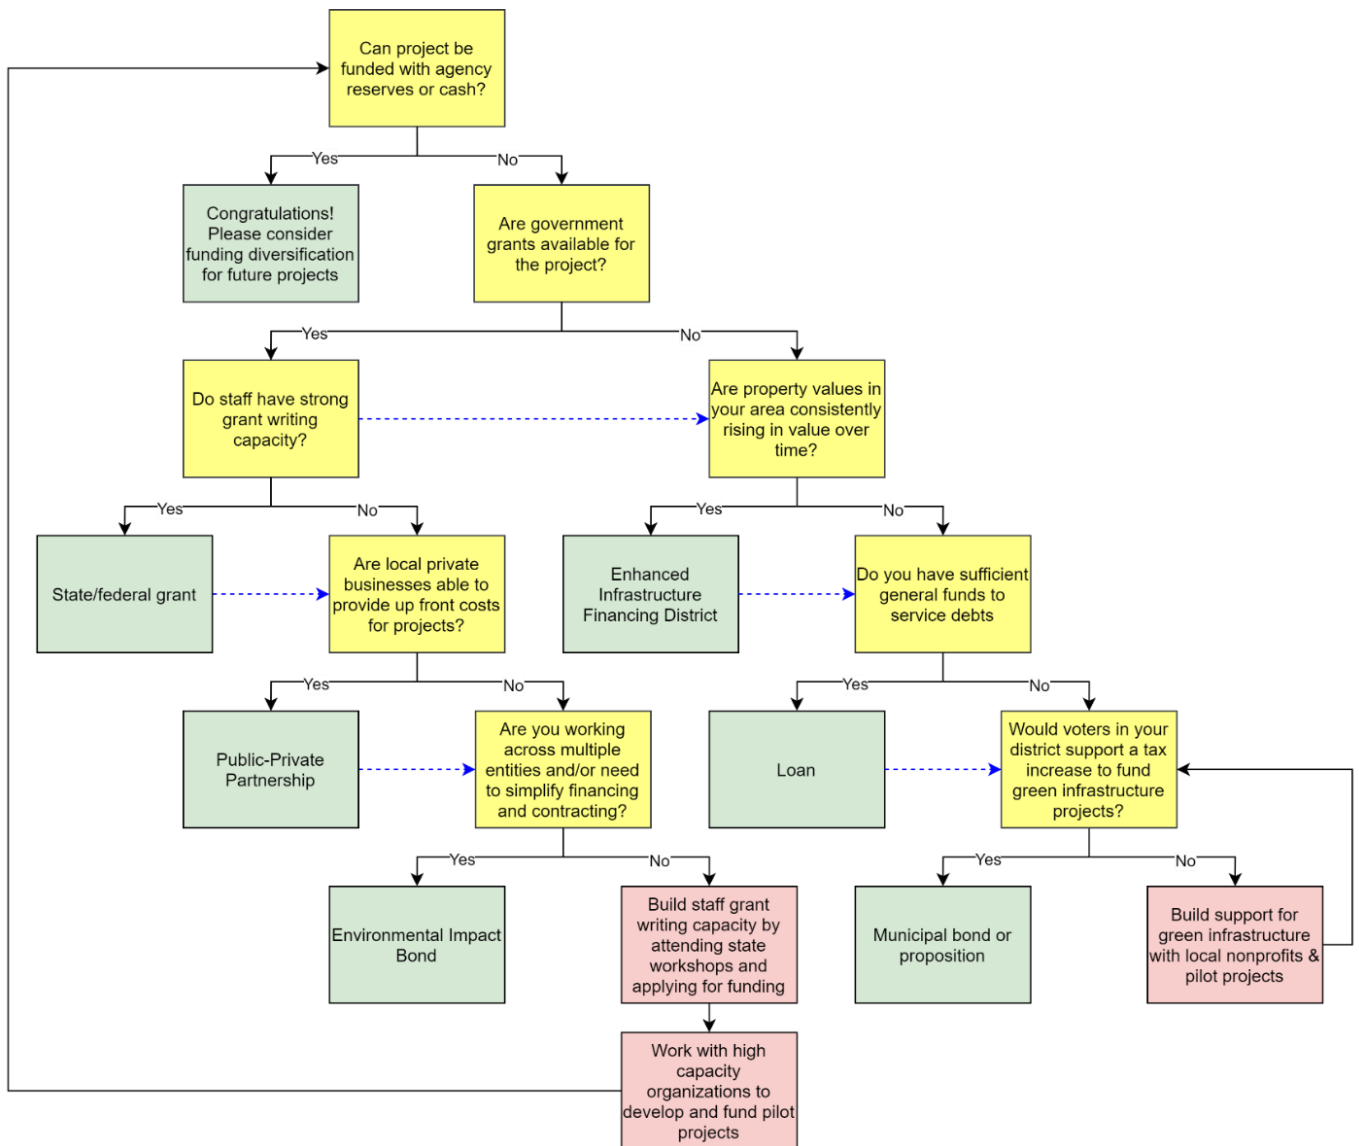 Can project be
funded with agency
reserves or cash?
Yes
No
Congratulations!
Please consider
funding diversification
for future projects
Are government
grants available for
the project?
Yes
No
Do staff have strong
grant writing
capacity?
Are property values in
your area consistently
rising in value over
time?
Yes
No
Yes
No
State/federal grant
Are local private
businesses able to
provide up front costs
for projects?
Enhanced
Infrastructure
Financing District
Do you have sufficient
general funds to
service debts
Yes
No
Yes
No
Public-Private
Partnership
Are you working
across multiple
entities and/or need
to simplify financing
and contracting?
Loan
Would voters in your
district support a tax
increase to fund
green infrastructure
projects?
Yes
No
Yes
No
Environmental Impact
Bond
Build staff grant
writing capacity by
attending state
workshops and
applying for funding
Municipal bond or
proposition
Build support for
green infrastructure
with local nonprofits &
pilot projects
Work with high
capacity
organizations to
develop and fund pilot
projects